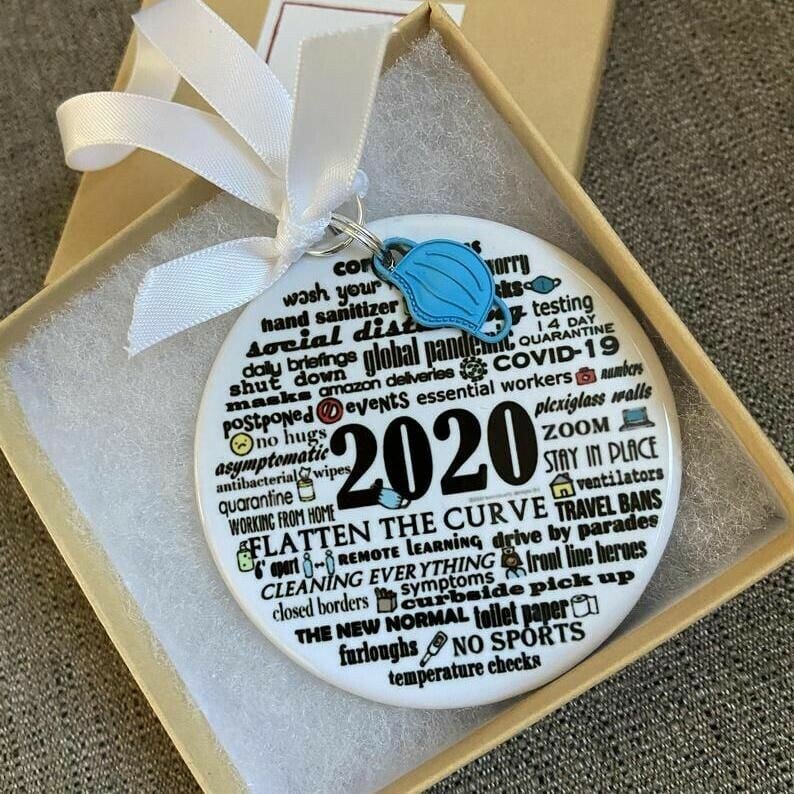 wash your
worry
hand sanitizer
testing
social dist
14 DAY
QUARANTINE
daily briefings global pandemic
COVID-19
shut down amazon deliveries
numbers
masks
essential workers
postponed events
plexiglass walls
no hugs
2020
ZOOM
asymptomatic
STAY IN PLACE
antibacterial wipes
ventilators
quarantine
TRAVEL BANS
WORKING FROM HOME
FLATTEN THE CURVE
drive by parades
6' apart
REMOTE LEARNING
front line heroes
CLEANING EVERYTHING
symptoms
curbside pick up
closed borders
THE NEW NORMAL toilet paper
furloughs NO SPORTS
temperature checks